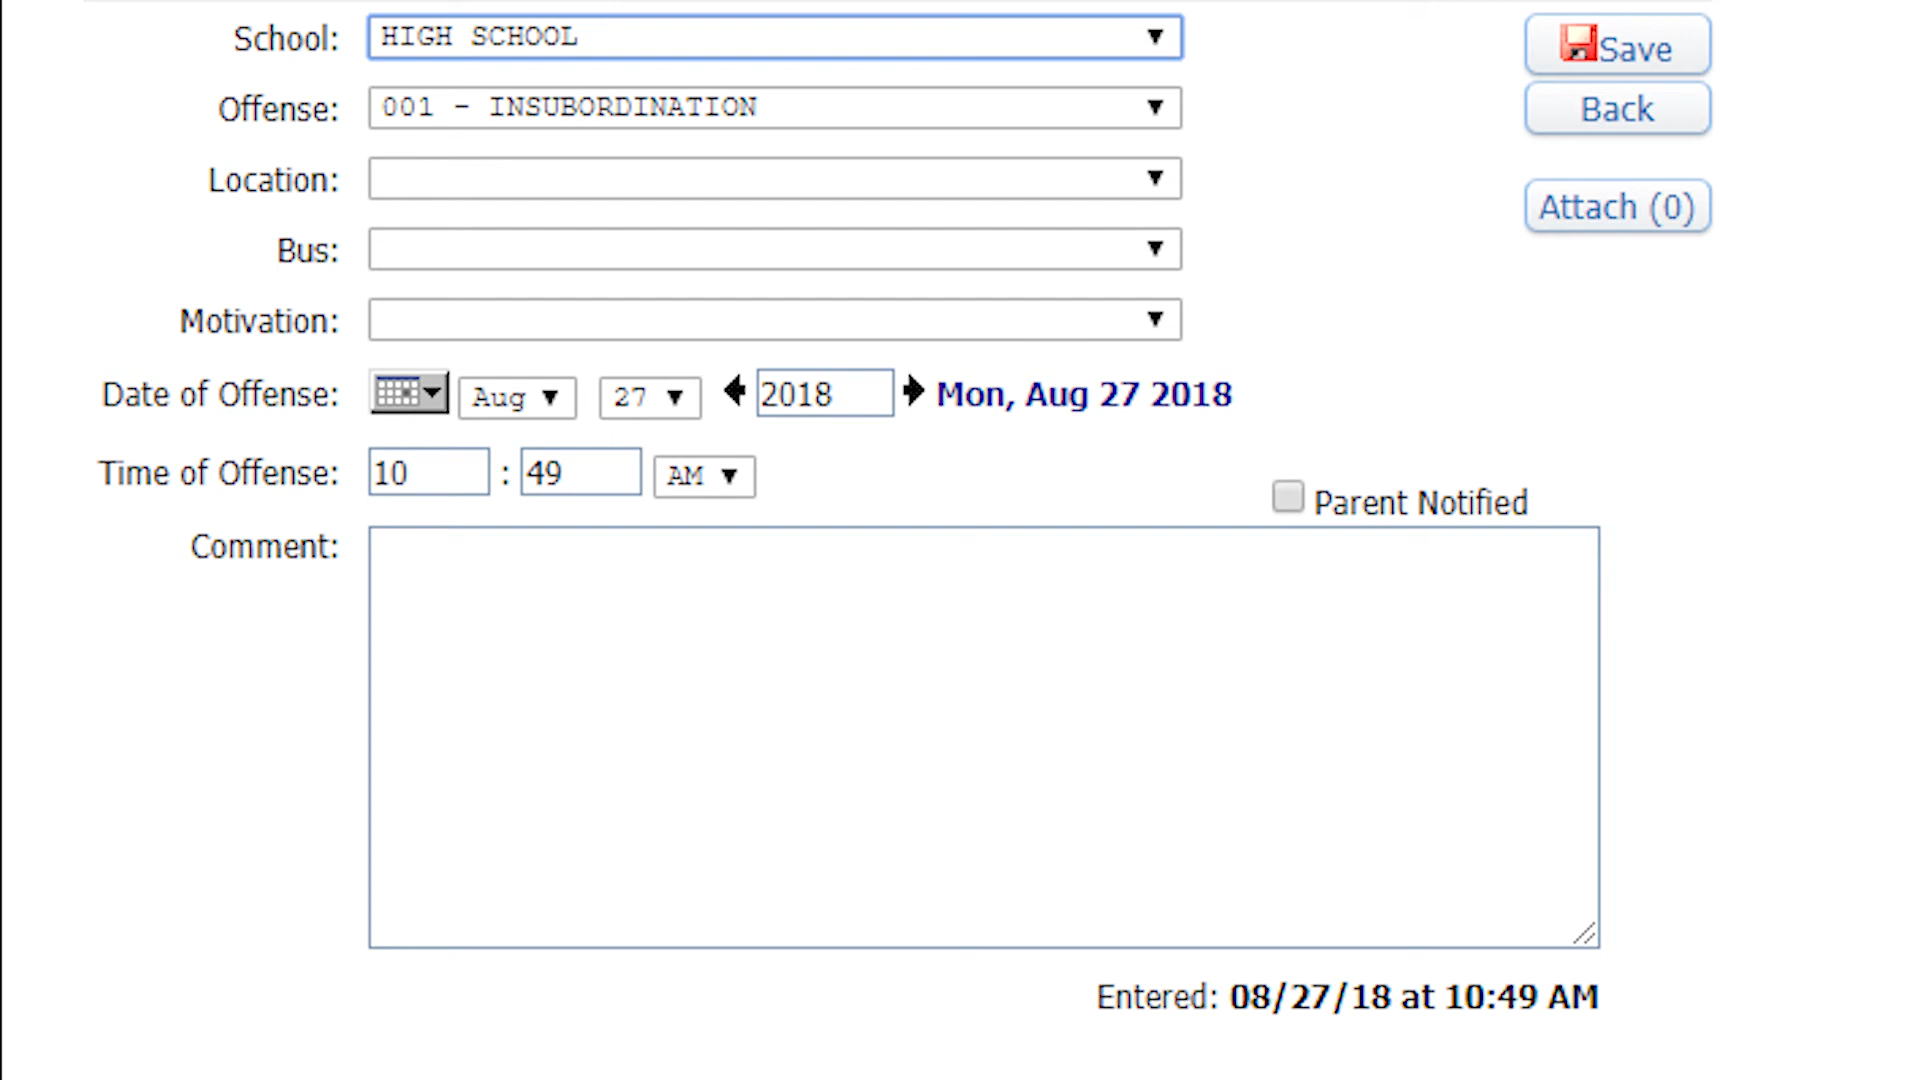 School: HIGH SCHOOL
Save
Offense: 001 - INSUBORDINATION
Back
Location:
Attach (0)
Bus:
Motivation:
Date of Offense: Aug 27 2018 Mon, Aug 27 2018
Time of Offense: 10 : 49 AM
Parent Notified
Comment:
Entered: 08/27/18 at 10:49 AM